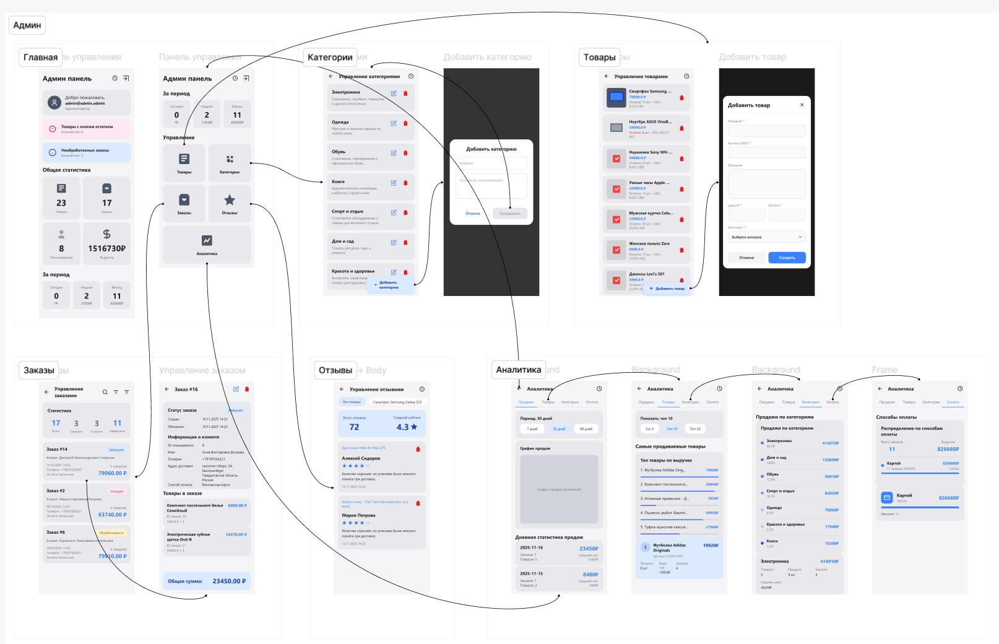 Админ
Главная
ль управления
Панель управления
Админ панель
Добро пожаловать,
admin@admin.admin
Администратор
Товары с низким остатком
Количество: 6
Необработанные заказы
Количество: 3
Общая статистика
23
Товары
17
Заказы
8
Пользователи
1516730₽
Выручка
За период
Сегодня
0
0₽
Неделя
2
31930₽
Месяц
11
826660₽
Админ панель
За период
Сегодня
0
0₽
Неделя
2
31930₽
Месяц
11
826660₽
Управление
Товары
Категории
Заказы
Отзывы
Аналитика
Категории
ии
Добавить категорию
Управление категориями
Электроника
Смартфоны, ноутбуки, планшеты
и другая электроника
Одежда
Мужская и женская одежда на
любой сезон
Обувь
Спортивная, повседневная и
официальная обувь
Книги
Художественная литература,
учебники, справочники
Спорт и отдых
Спортивное оборудование и
товары для активного отдыха
Дом и сад
Товары для дома, сада и
ремонта
Красота и здоровье
Косметика, парфюмер
товары для здоровья
+ Добавить
категорию
Добавить категорию
Название
Описание (опционально)
Отмена
Сохранить
Товары
ры
Добавить товар
Управление товарами
Смартфон Samsung ...
79990.0 ₽
Остаток: 15 шт. • SKU:
ELECT-001
Ноутбук ASUS VivoB...
54990.0 ₽
Остаток: 8 шт. • SKU: ELECT-
002
Наушники Sony WH-...
29990.0 ₽
Остаток: 25 шт. • SKU:
ELECT-003
Умные часы Apple ...
44990.0 ₽
Остаток: 12 шт. • SKU:
ELECT-004
Мужская куртка Colu...
12990.0 ₽
Остаток: 20 шт. • SKU:
CLOTH-001
Женское пальто Zara
8990.0 ₽
Остаток: 15 шт. • SKU:
CLOTH-002
Джинсы Levi's 501
5990.0 ₽
+ Добавить товар
Добавить товар
Название *
Артикул (SKU) *
Описание
Цена (₽) *
Остаток *
Категория *
Выберите категорию
Отмена
Создать
Заказы
зы
Управление заказом
Управление
заказами
Статистика
17
Всего
3
Ожидают
3
В работе
11
Завершены
Заказ #14
Завершен
Клиент: Дмитрий Александрович Смирнов
14.10.2025 14:22
Телефон: +79031234567
Оплата: Наличные
5 товар(ов)
79060.00 ₽
Заказ #2
Ожидает
Клиент: Мария Сергеевна Петрова
06.10.2025 14:22
Телефон: +79507654321
Оплата: Наличные
4 товар(ов)
63740.00 ₽
Заказ #6
Обрабатывается
Клиент: Екатерина Николаевна Кузнецова
28.09.2025 14:22
Телефон: +79197654321
Оплата: Наличные
4 товар(ов)
79910.00 ₽
Заказ #16
Статус заказа
Завершен
Создан: 16.11.2025 14:22
Обновлен: 18.11.2025 14:22
Информация о клиенте
ID пользователя: 4
Имя: Анна Викторовна Волкова
Телефон: +79197654321
Адрес доставки: проспект Мира, 54,
Екатеринбург,
Свердловская область,
Россия
Способ оплаты: Банковская карта
Товары в заказе
Комплект постельного белья
Семейный
6980.00 ₽
ID товара: 19
3490.0 ₽ × 2
Электрическая зубная
щетка Oral-B
16470.00 ₽
ID товара: 21
5490.0 ₽ × 3
Общая сумма: 23450.00 ₽
Отзывы
→ Body
Управление отзывами
Все товары
Смартфон Samsung Galaxy S23
Всего отзывов
72
Средний рейтинг
4.3 ★
Кроссовки Nike Air Max 270
Алексей Сидоров
Качество хорошее, но упаковка была немного
помята при доставке.
15.11.2025 14:22
Война и мир - Лев Толстой (комплект из 2
книг)
Мария Петрова
Качество хорошее, но упаковка была немного
помята при доставке.
13.11.2025 14:22
Аналитика
und
Background
Background
Frame
Аналитика
Продажи Товары Категории Оплата
Период: 30 дней
7 дней 30 дней 90 дней
График продаж
График продаж (линейный)
Дневная статистика продаж
2025-11-16
23450₽
Заказов: 1
Товаров: 5
Средний чек:
23450₽
2025-11-15
8480₽
Заказов: 1
Товаров: 2
Средний чек:
8480₽
Аналитика
Продажи Товары Категории Оплата
Показать: топ 10
Топ 5 Топ 10 Топ 20
Самые продаваемые товары
Топ товары по выручке
1. Футболка Adidas Orig... 19920₽
2. Комплект постельного... 20940₽
3. Атомные привычки - Д... 3950₽
4. Пылесос робот Xiaomi... 99950₽
5. Туфли мужские класси... 27960₽
1
Футболка Adidas
Originals
19920₽
Артикул: CLOTH-004
Продано
8 шт
Выру
чка
19920₽
Заказов
4
Аналитика
Продажи Товары Категории Оплата
Продажи по категориям
Продажи по категориям
Электроника
50.2%
414910₽
Дом и сад
14.6%
120890₽
Обувь
12.0%
98910₽
Спорт и отдых
10.3%
84950₽
Одежда
9.5%
78860₽
Красота и здоровье
2.2%
17940₽
Книги
1.2%
10200₽
Электроника
414910₽
Товаров:
3
Продано:
9 шт
Заказов:
4
Средняя цена:
46240₽
Аналитика
Продажи Товары Категории Оплата
Способы оплаты
Распределение по способам
оплаты
Всего заказов
11
Выручка
826660₽
Картой
11 заказов (100.0%)
826660₽
100.0%
Картой
100.0%
826660₽
Заказов: 11